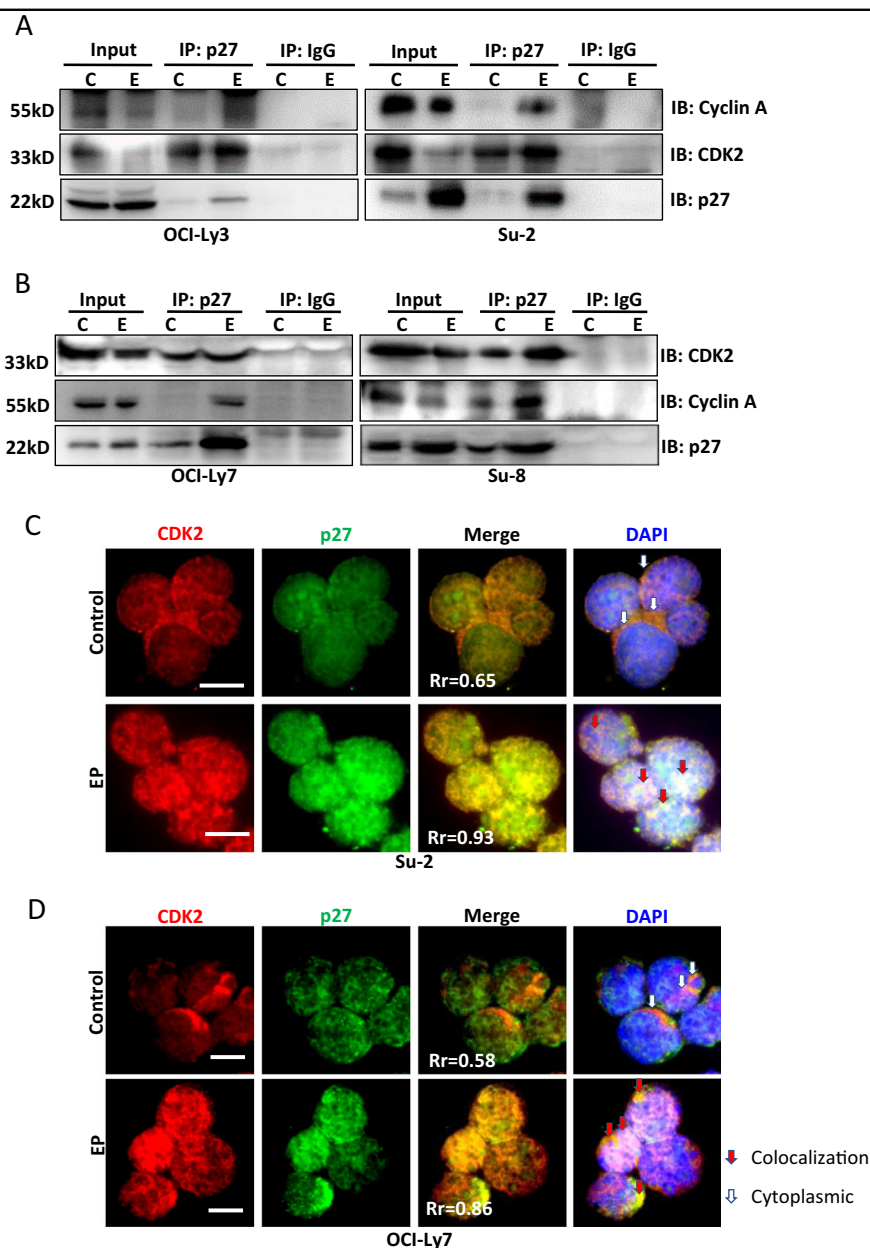 A
Input IP: p27 IP: IgG Input IP: p27 IP: IgG
C E C E C E C E C E C E
55kD IB: Cyclin A
33kD IB: CDK2
22kD IB: p27
OCI-Ly3 Su-2
B
Input IP: p27 IP: IgG Input IP: p27 IP: IgG
C E C E C E C E C E C E
33kD IB: CDK2
55kD IB: Cyclin A
22kD IB: p27
OCI-Ly7 Su-8
C
CDK2 p27 Merge DAPI
Control
Rr=0.65
EP
Rr=0.93
Su-2
D
CDK2 p27 Merge DAPI
Control
Rr=0.58
EP
Rr=0.86
Colocalization
Cytoplasmic
OCI-Ly7